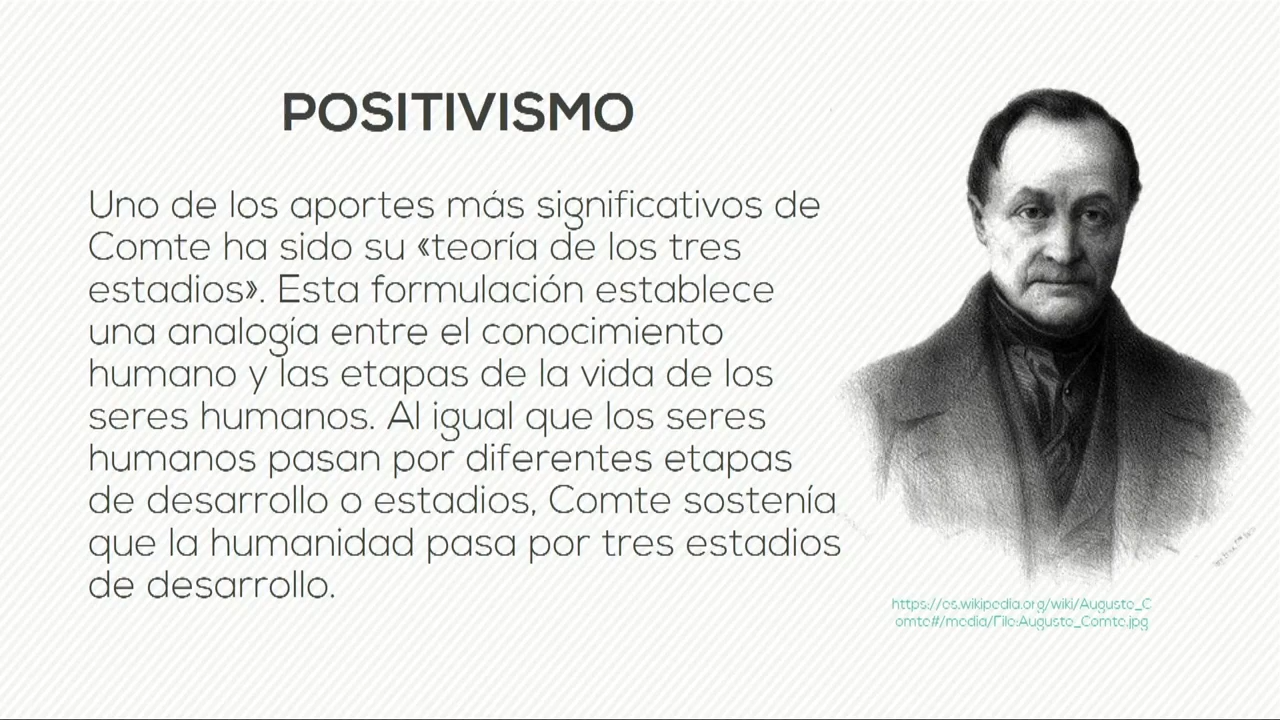 POSITIVISMO
Uno de los aportes más significativos de
Comte ha sido su «teoría de los tres
estadios». Esta formulación establece
una analogía entre el conocimiento
humano y las etapas de la vida de los
seres humanos. Al igual que los seres
humanos pasan por diferentes etapas
de desarrollo o estadios, Comte sostenía
que la humanidad pasa por tres estadios
de desarrollo.
https://es.wikipedia.org/wiki/Auguste_C
omte#/media/File:Auguste_Comte.jpg